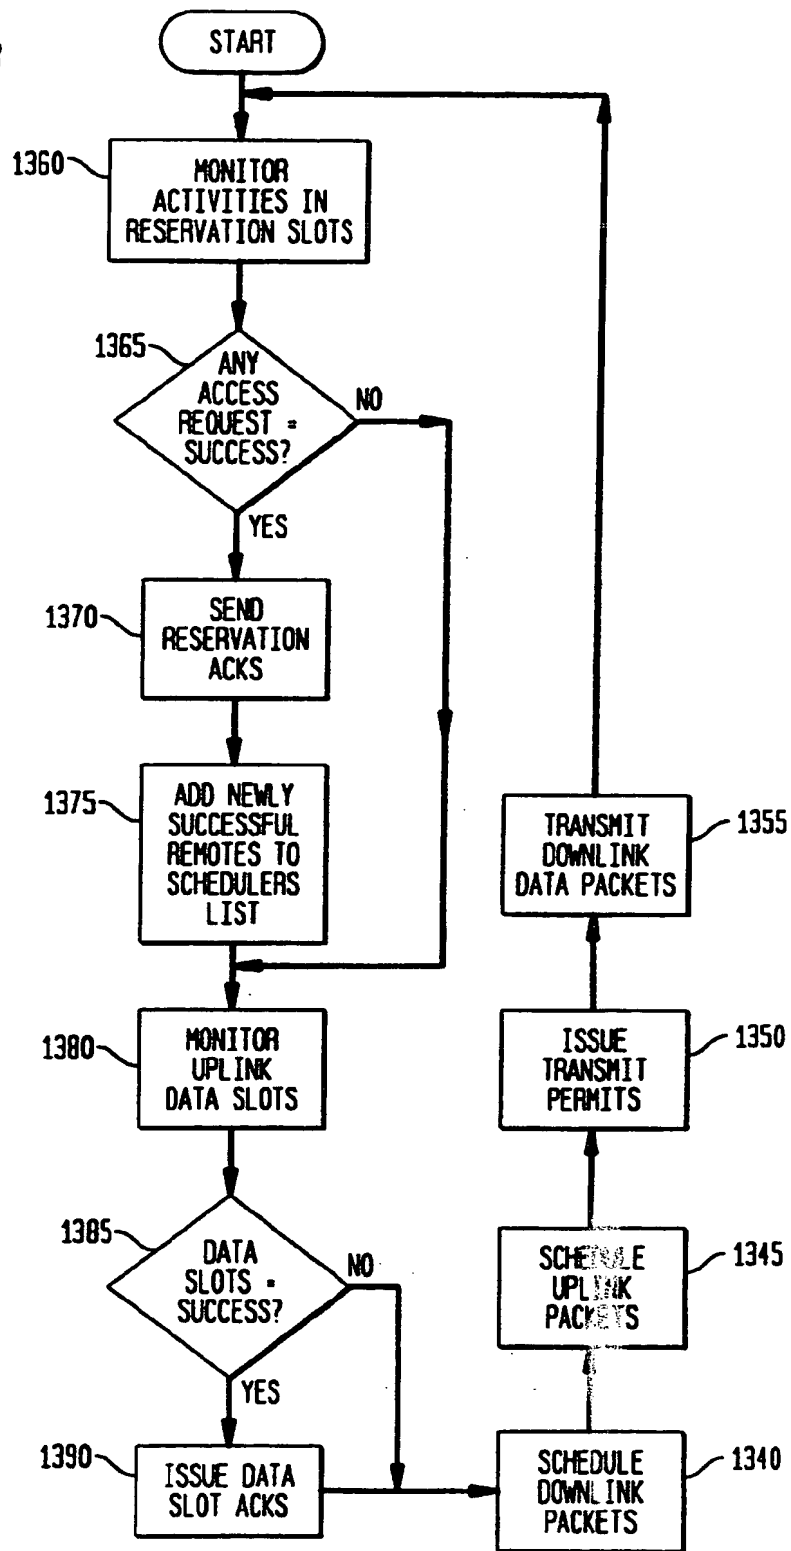 START
1360
MONITOR
ACTIVITIES IN
RESERVATION SLOTS
1365
ANY
ACCESS
REQUEST =
SUCCESS?
NO
YES
1370
SEND
RESERVATION
ACKS
1375
ADD NEWLY
SUCCESSFUL
REMOTES TO
SCHEDULERS
LIST
1380
MONITOR
UPLINK
DATA SLOTS
1385
DATA
SLOTS =
SUCCESS?
NO
YES
1390
ISSUE DATA
SLOT ACKS
SCHEDULE
DOWNLINK
PACKETS
1340
SCHEDULE
UPLINK
PACKETS
1345
ISSUE
TRANSMIT
PERMITS
1350
TRANSMIT
DOWNLINK
DATA PACKETS
1355